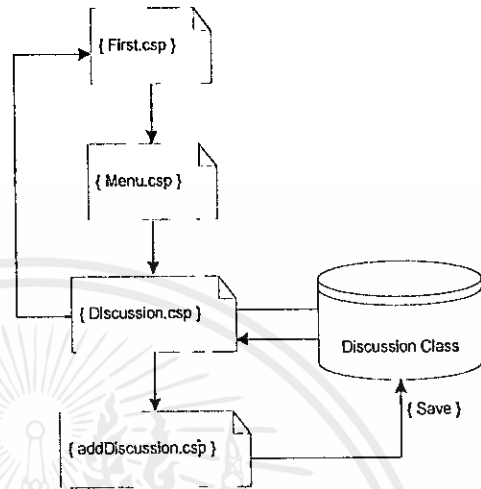 { First.csp }
{ Menu.csp }
{ Discussion.csp }
Discussion Class
{ Save }
{ addDiscussion.csp }